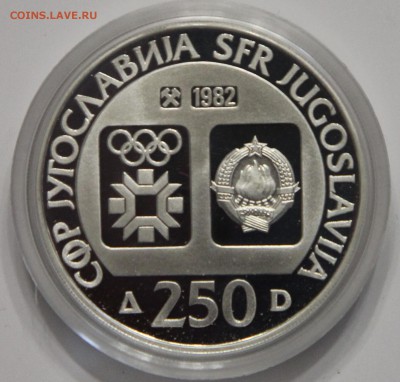 COINS.LAVE.RU
СФР ЈУГОСЛАВИЈА SFR JUGOSLAVIJA
1982
Д 250 D